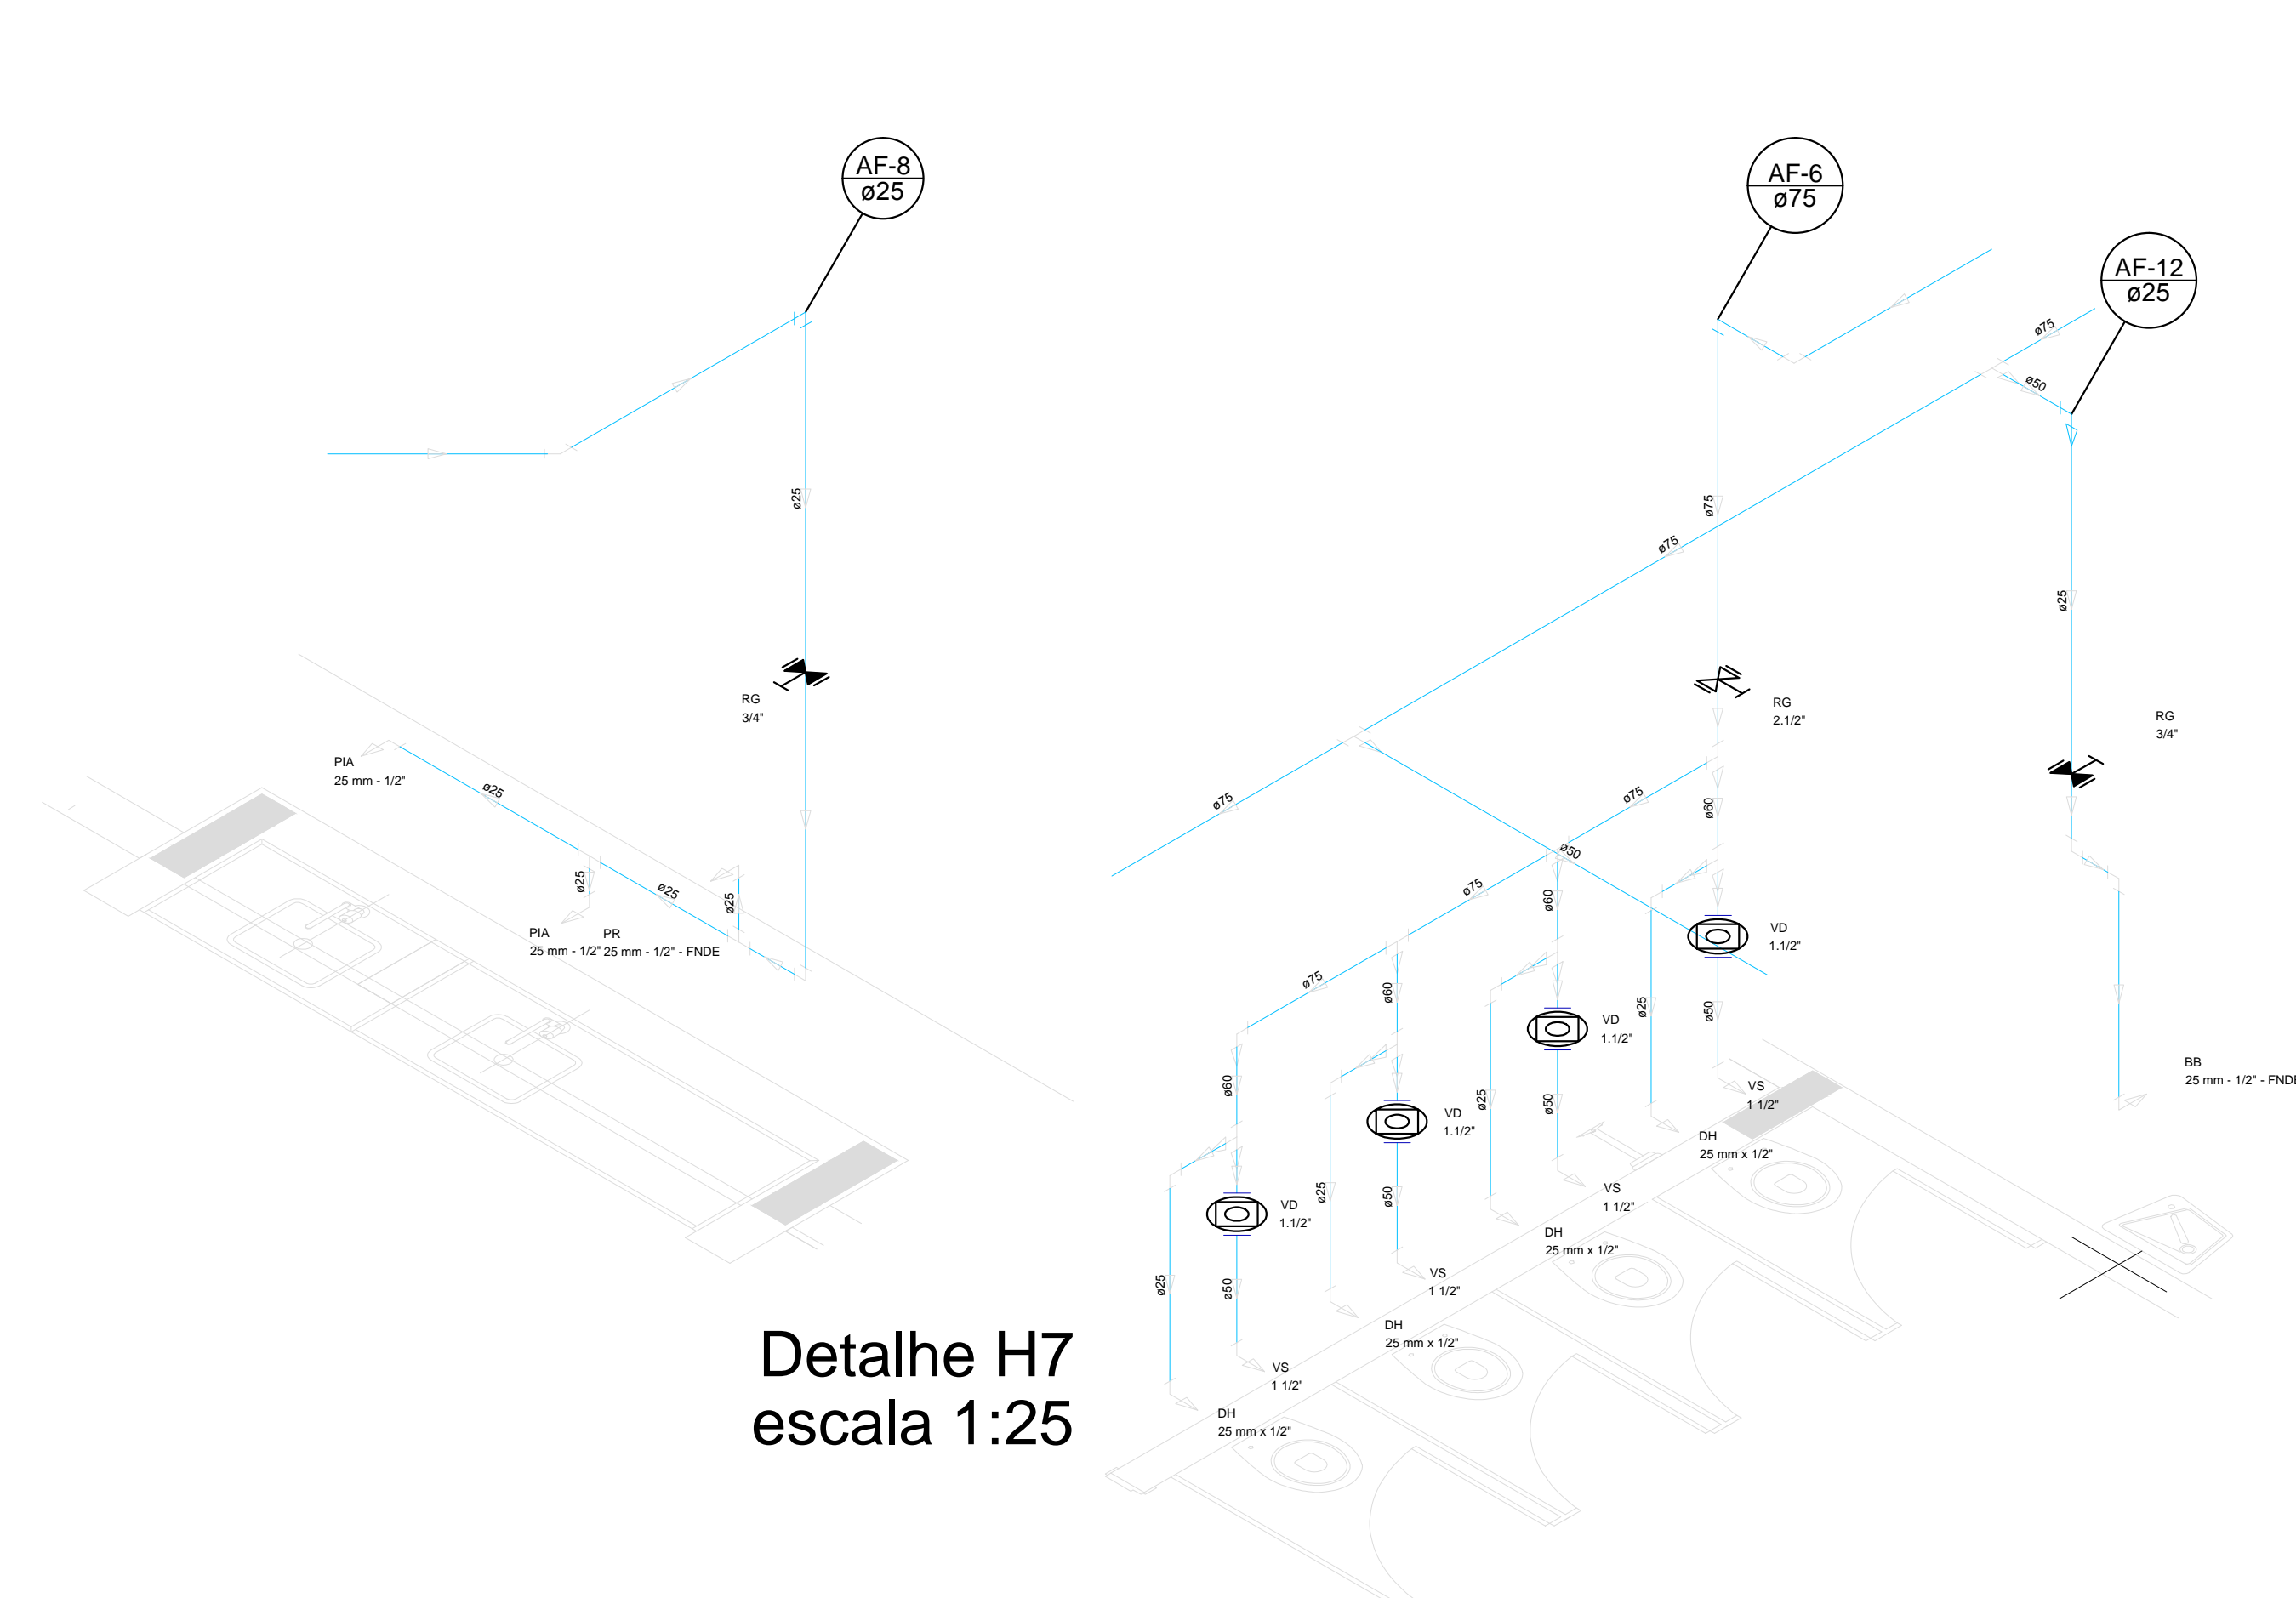 AF-8
ø25
AF-6
ø75
AF-12
ø25
ø75
ø50
ø25
ø75
ø75
ø25
RG
3/4"
RG
2.1/2"
RG
3/4"
PIA
25 mm - 1/2"
ø25
ø75
ø75
ø60
ø50
ø25
ø25
ø25
ø75
ø60
ø25
PIA
25 mm - 1/2"
PR
25 mm - 1/2" - FNDE
VD
1.1/2"
ø75
ø60
ø25
ø50
VD
1.1/2"
ø60
ø25
ø50
VS
1 1/2"
BB
25 mm - 1/2" - FNDE
VD
1.1/2"
DH
25 mm x 1/2"
ø25
ø50
VS
1 1/2"
VD
1.1/2"
DH
25 mm x 1/2"
ø25
ø50
VS
1 1/2"
DH
25 mm x 1/2"
VS
1 1/2"
DH
25 mm x 1/2"
Detalhe H7
escala 1:25